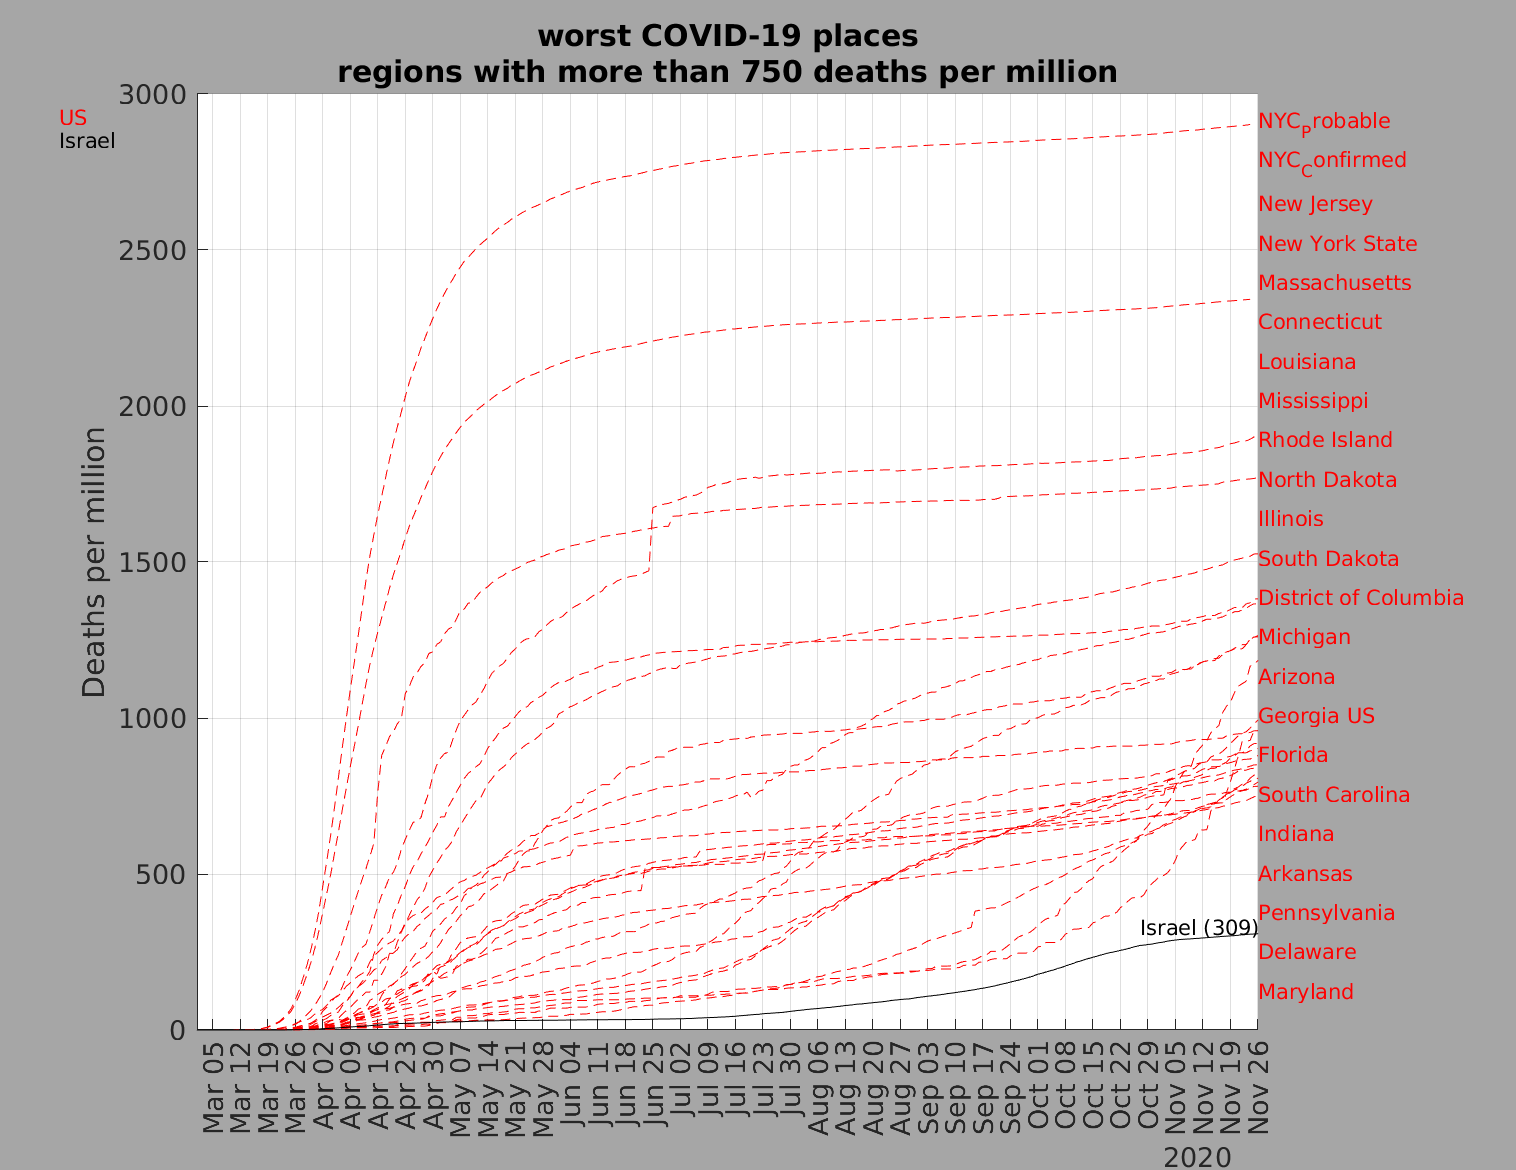 worst COVID-19 places
regions with more than 750 deaths per million
US
Israel
Deaths per million
3000
2500
2000
1500
1000
500
0
NYC_Probable
NYC_Confirmed
New Jersey
New York State
Massachusetts
Connecticut
Louisiana
Mississippi
Rhode Island
North Dakota
Illinois
South Dakota
District of Columbia
Michigan
Arizona
Georgia US
Florida
South Carolina
Indiana
Arkansas
Pennsylvania
Delaware
Maryland
Israel (309)
Mar 05
Mar 12
Mar 19
Mar 26
Apr 02
Apr 09
Apr 16
Apr 23
Apr 30
May 07
May 14
May 21
May 28
Jun 04
Jun 11
Jun 18
Jun 25
Jul 02
Jul 09
Jul 16
Jul 23
Jul 30
Aug 06
Aug 13
Aug 20
Aug 27
Sep 03
Sep 10
Sep 17
Sep 24
Oct 01
Oct 08
Oct 15
Oct 22
Oct 29
Nov 05
Nov 12
Nov 19
Nov 26
2020